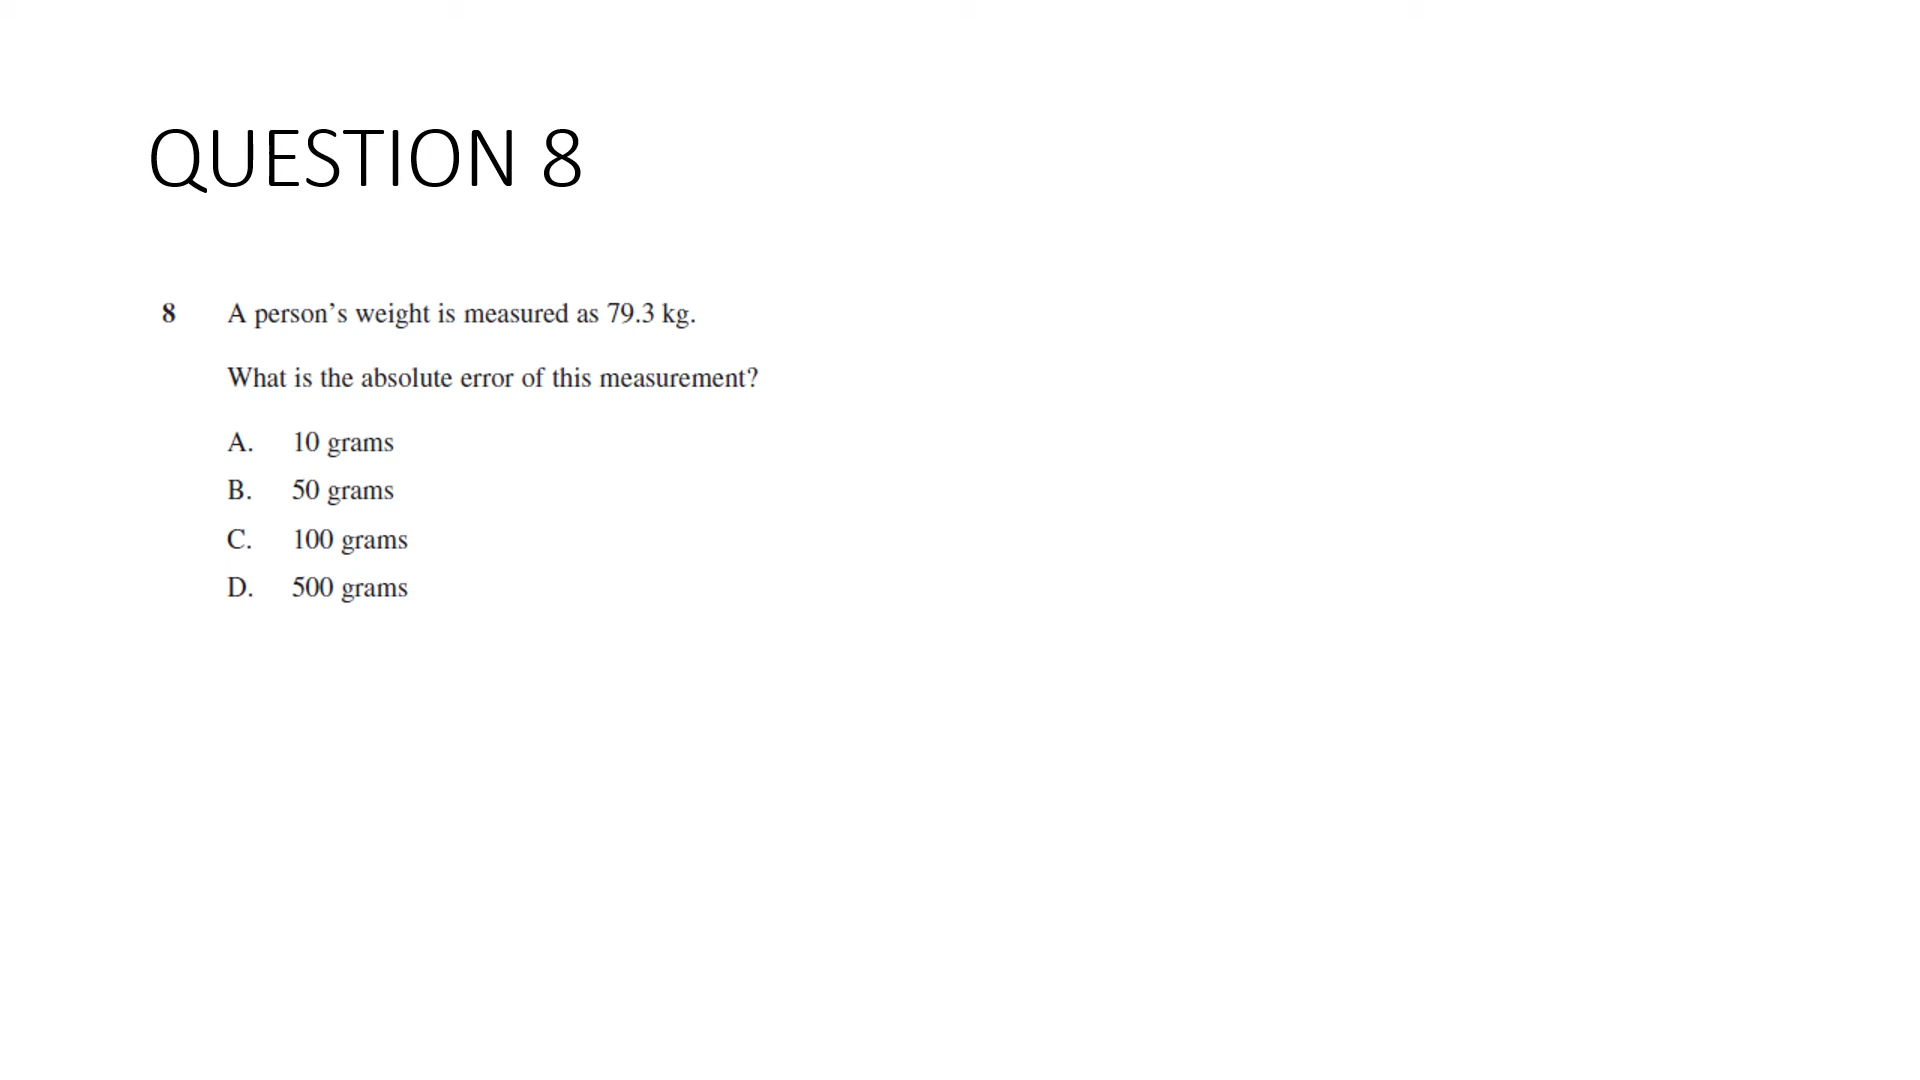 QUESTION 8
8 A person’s weight is measured as 79.3 kg.
What is the absolute error of this measurement?
A. 10 grams
B. 50 grams
C. 100 grams
D. 500 grams